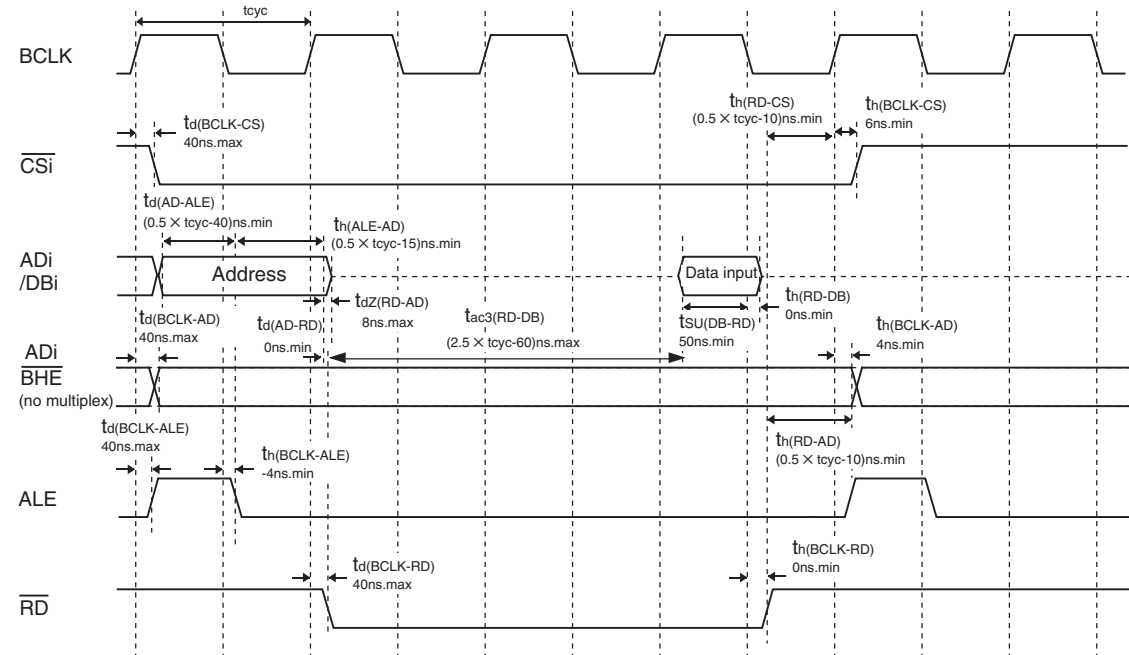 tcyc
BCLK
td(BCLK-CS)
40ns.max
th(RD-CS)
(0.5 × tcyc-10)ns.min
th(BCLK-CS)
6ns.min
CSi
td(AD-ALE)
(0.5 × tcyc-40)ns.min
th(ALE-AD)
(0.5 × tcyc-15)ns.min
ADi
/DBi
Address
Data input
td(BCLK-AD)
40ns.max
td(AD-RD)
0ns.min
tdZ(RD-AD)
8ns.max
tac3(RD-DB)
(2.5 × tcyc-60)ns.max
tSU(DB-RD)
50ns.min
th(RD-DB)
0ns.min
th(BCLK-AD)
4ns.min
ADi
BHE
(no multiplex)
td(BCLK-ALE)
40ns.max
th(BCLK-ALE)
-4ns.min
th(RD-AD)
(0.5 × tcyc-10)ns.min
ALE
td(BCLK-RD)
40ns.max
th(BCLK-RD)
0ns.min
RD